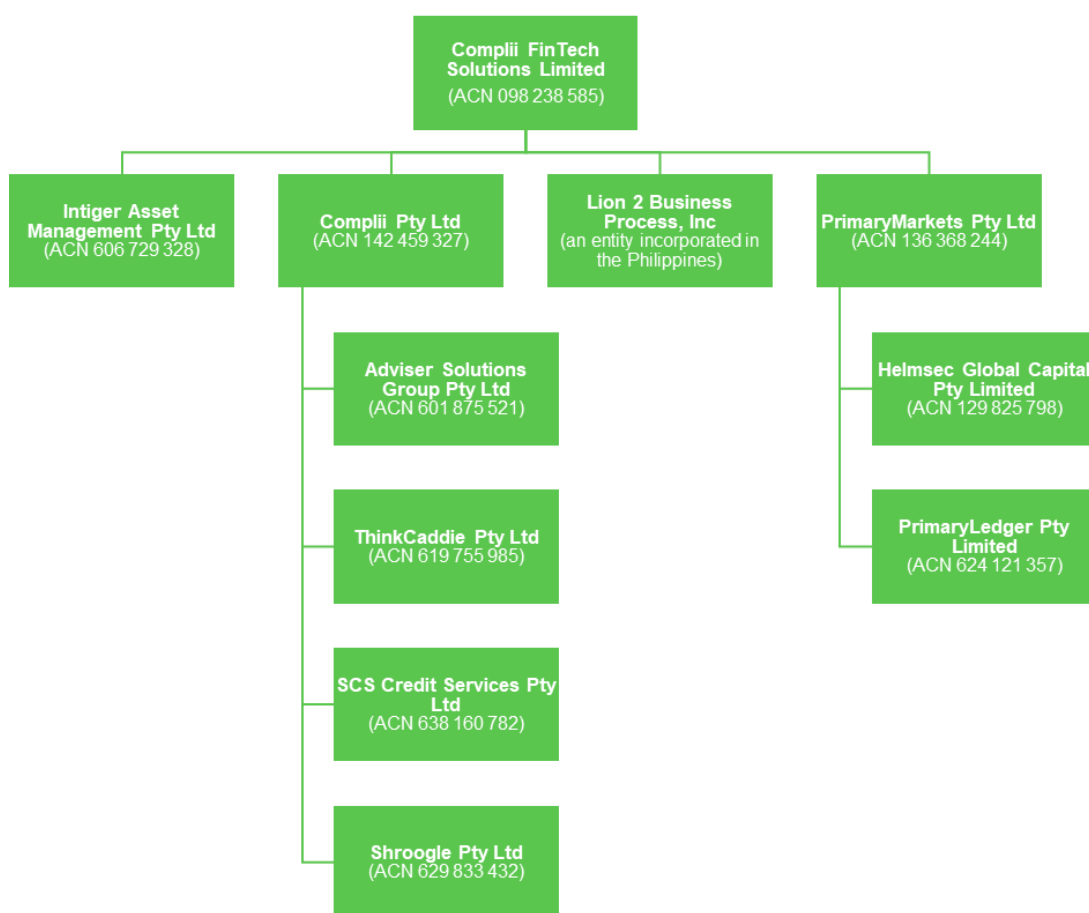 Complii FinTech
Solutions Limited
(ACN 098 238 585)
Intiger Asset
Management Pty Ltd
(ACN 606 729 328)
Complii Pty Ltd
(ACN 142 459 327)
Lion 2 Business
Process, Inc
(an entity incorporated in
the Philippines)
PrimaryMarkets Pty Ltd
(ACN 136 368 244)
Adviser Solutions
Group Pty Ltd
(ACN 601 875 521)
ThinkCaddie Pty Ltd
(ACN 619 755 985)
SCS Credit Services Pty
Ltd
(ACN 638 160 782)
Shroogle Pty Ltd
(ACN 629 833 432)
Helmsec Global Capital
Pty Limited
(ACN 129 825 798)
PrimaryLedger Pty
Limited
(ACN 624 121 357)